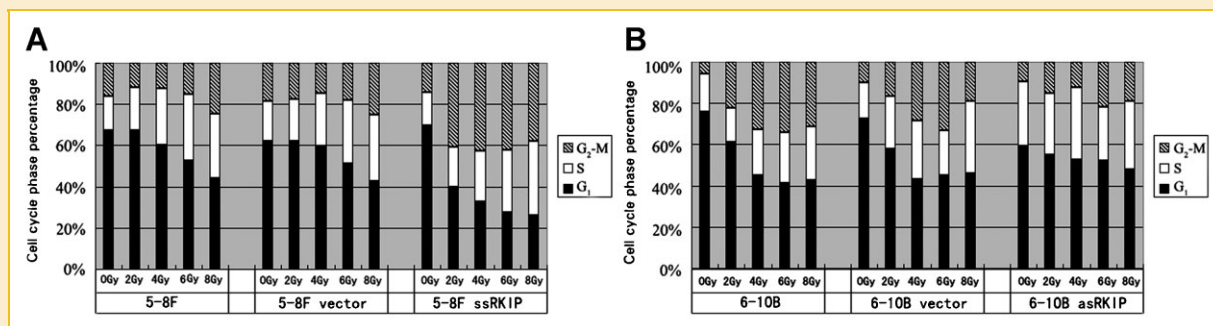 A
Cell cycle phase percentage
100%
80%
60%
40%
20%
0%
0Gy 2Gy 4Gy 6Gy 8Gy 0Gy 2Gy 4Gy 6Gy 8Gy 0Gy 2Gy 4Gy 6Gy 8Gy
5-8F 5-8F vector 5-8F ssRKIP
G₂-M
S
G₁
B
Cell cycle phase percentage
100%
80%
60%
40%
20%
0%
0Gy 2Gy 4Gy 6Gy 8Gy 0Gy 2Gy 4Gy 6Gy 8Gy 0Gy 2Gy 4Gy 6Gy 8Gy
6-10B 6-10B vector 6-10B asRKIP
G₂-M
S
G₁